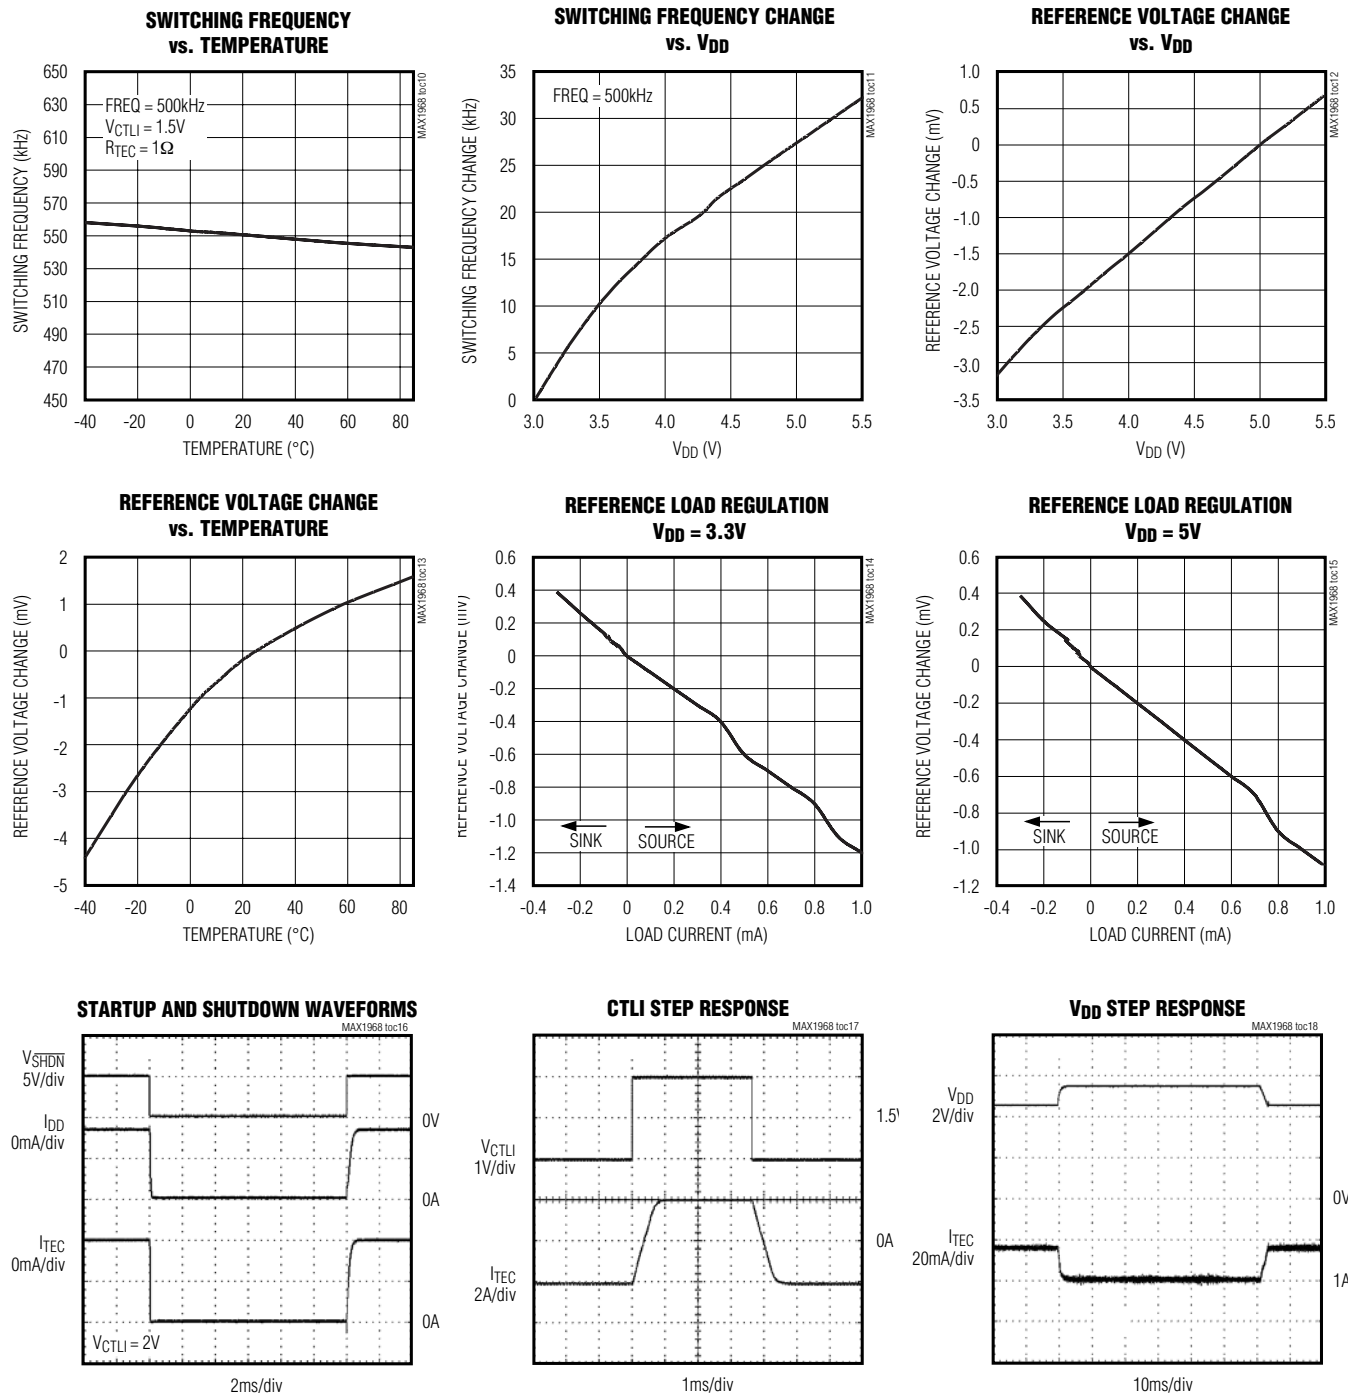 SWITCHING FREQUENCY
vs. TEMPERATURE
MAX1968 toc10
FREQ = 500kHz
VCTLI = 1.5V
RTEC = 1Ω
SWITCHING FREQUENCY (kHz)
650
630
610
590
570
550
530
510
490
470
450
-40 -20 0 20 40 60 80
TEMPERATURE (°C)
SWITCHING FREQUENCY CHANGE
vs. VDD
MAX1968 toc11
FREQ = 500kHz
SWITCHING FREQUENCY CHANGE (kHz)
35
30
25
20
15
10
5
0
3.0 3.5 4.0 4.5 5.0 5.5
VDD (V)
REFERENCE VOLTAGE CHANGE
vs. VDD
MAX1968 toc12
REFERENCE VOLTAGE CHANGE (mV)
1.0
0.5
0
-0.5
-1.0
-1.5
-2.0
-2.5
-3.0
-3.5
3.0 3.5 4.0 4.5 5.0 5.5
VDD (V)
REFERENCE VOLTAGE CHANGE
vs. TEMPERATURE
MAX1968 toc13
REFERENCE VOLTAGE CHANGE (mV)
2
1
0
-1
-2
-3
-4
-5
-40 -20 0 20 40 60 80
TEMPERATURE (°C)
REFERENCE LOAD REGULATION
VDD = 3.3V
MAX1968 toc14
REFERENCE VOLTAGE CHANGE (mV)
0.6
0.4
0.2
0
-0.2
-0.4
-0.6
-0.8
-1.0
-1.2
-1.4
SINK SOURCE
-0.4 -0.2 0 0.2 0.4 0.6 0.8 1.0
LOAD CURRENT (mA)
REFERENCE LOAD REGULATION
VDD = 5V
MAX1968 toc15
REFERENCE VOLTAGE CHANGE (mV)
0.6
0.4
0.2
0
-0.2
-0.4
-0.6
-0.8
-1.0
-1.2
SINK SOURCE
-0.4 -0.2 0 0.2 0.4 0.6 0.8 1.0
LOAD CURRENT (mA)
STARTUP AND SHUTDOWN WAVEFORMS
MAX1968 toc16
VSHDN
5V/div
0V
IDD
0mA/div
0A
ITEC
0mA/div
0A
VCTLI = 2V
2ms/div
CTLI STEP RESPONSE
MAX1968 toc17
1.5
VCTLI
1V/div
0A
ITEC
2A/div
1ms/div
VDD STEP RESPONSE
MAX1968 toc18
VDD
2V/div
0V
ITEC
20mA/div
1A
10ms/div